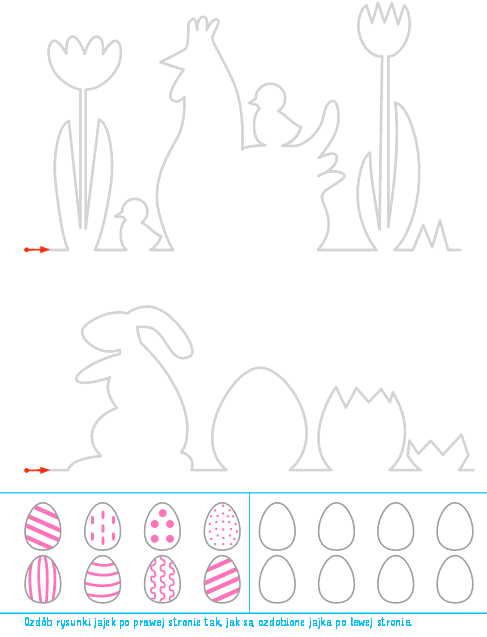 Ozdób rysunki jajek po prawej stronie tak, jak są ozdobione jajka po lewej stronie.